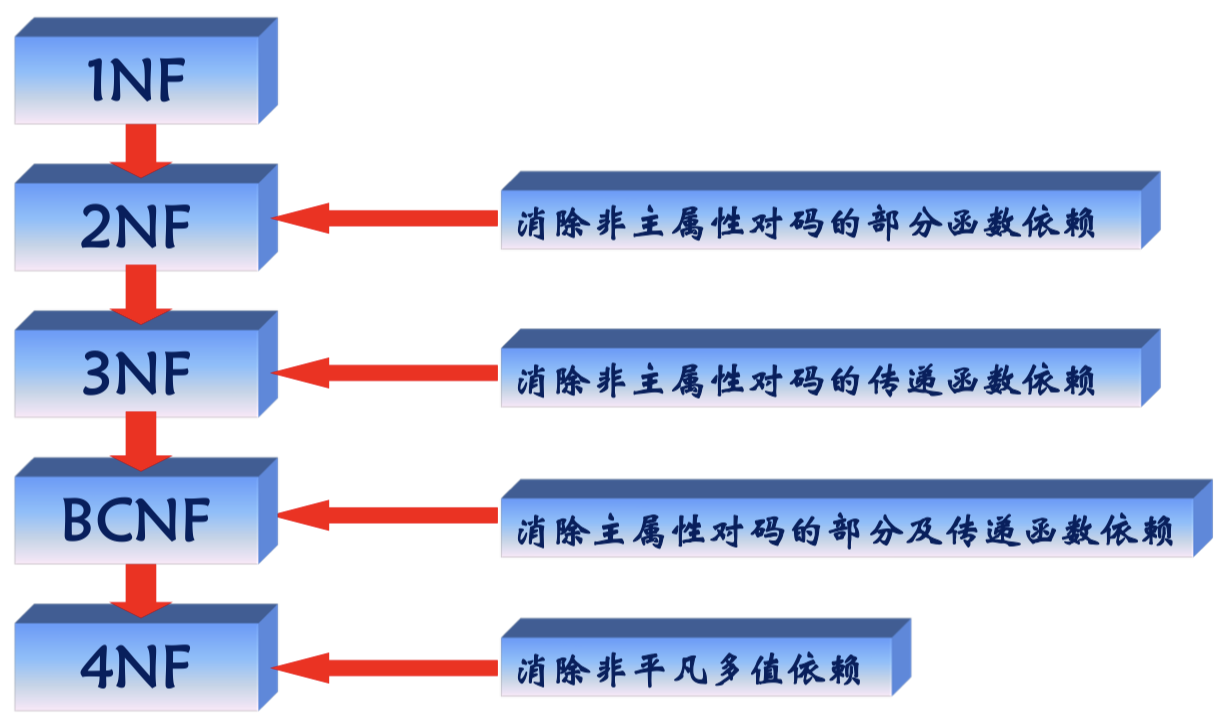 1NF
2NF
消除非主属性对码的部分函数依赖
3NF
消除非主属性对码的传递函数依赖
BCNF
消除主属性对码的部分及传递函数依赖
4NF
消除非平凡多值依赖